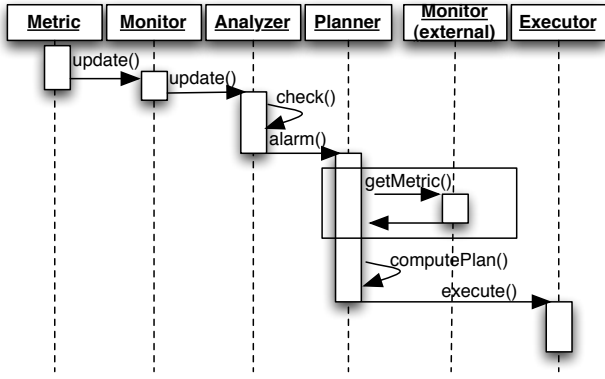 Metric
Monitor
Analyzer
Planner
Monitor
(external)
Executor
update()
update()
check()
alarm()
getMetric()
computePlan()
execute()